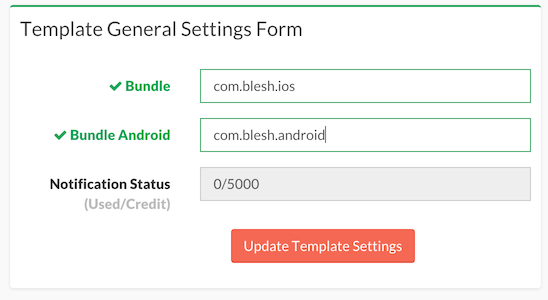 Template General Settings Form
Bundle com.blesh.ios
Bundle Android com.blesh.android
Notification Status 0/5000
(Used/Credit)
Update Template Settings